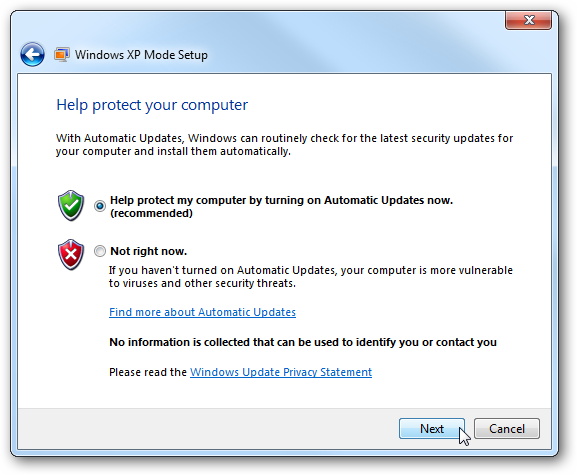 Windows XP Mode Setup
Help protect your computer
With Automatic Updates, Windows can routinely check for the latest security updates for
your computer and install them automatically.
Help protect my computer by turning on Automatic Updates now.
(recommended)
Not right now.
If you haven't turned on Automatic Updates, your computer is more vulnerable
to viruses and other security threats.
Find more about Automatic Updates
No information is collected that can be used to identify you or contact you
Please read the Windows Update Privacy Statement
Next Cancel